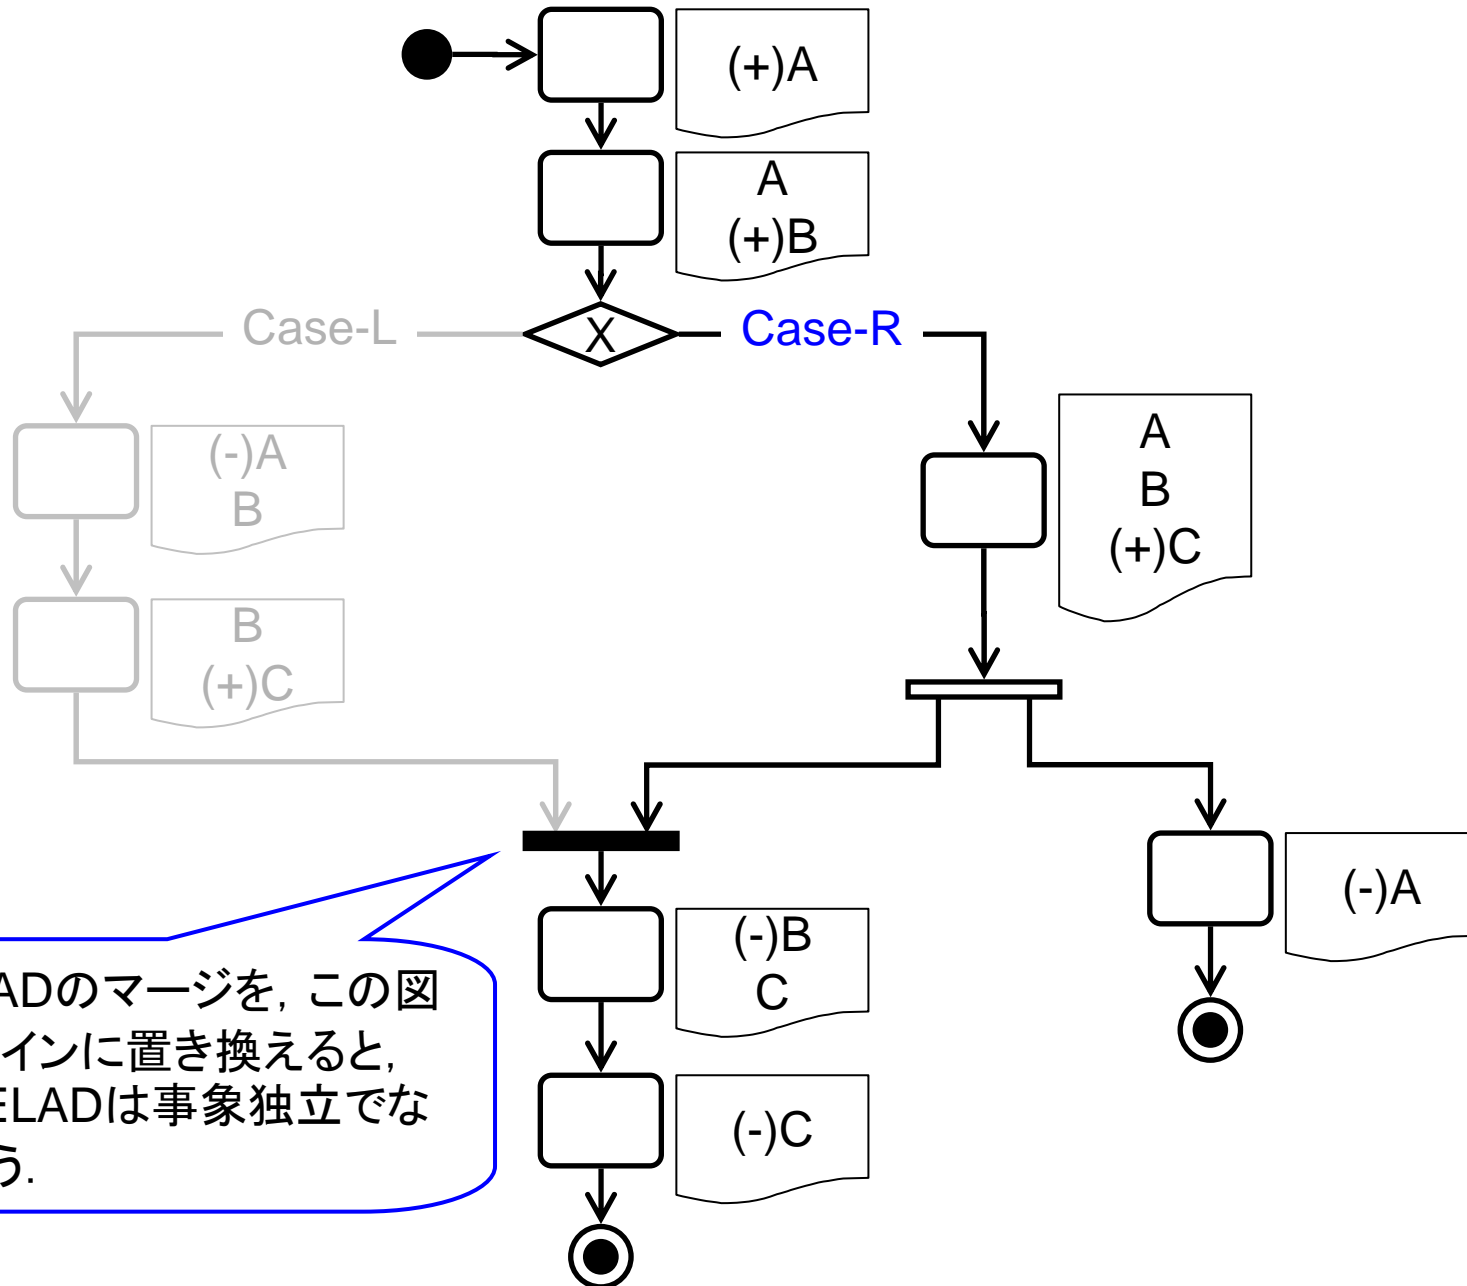 (+)A
A
(+)B
X
Case-L
Case-R
(-)A
B
B
(+)C
A
B
(+)C
(-)A
(-)B
C
(-)C
ADのマージを, この図
インに置き換えると,
ELADは事象独立でな
う.